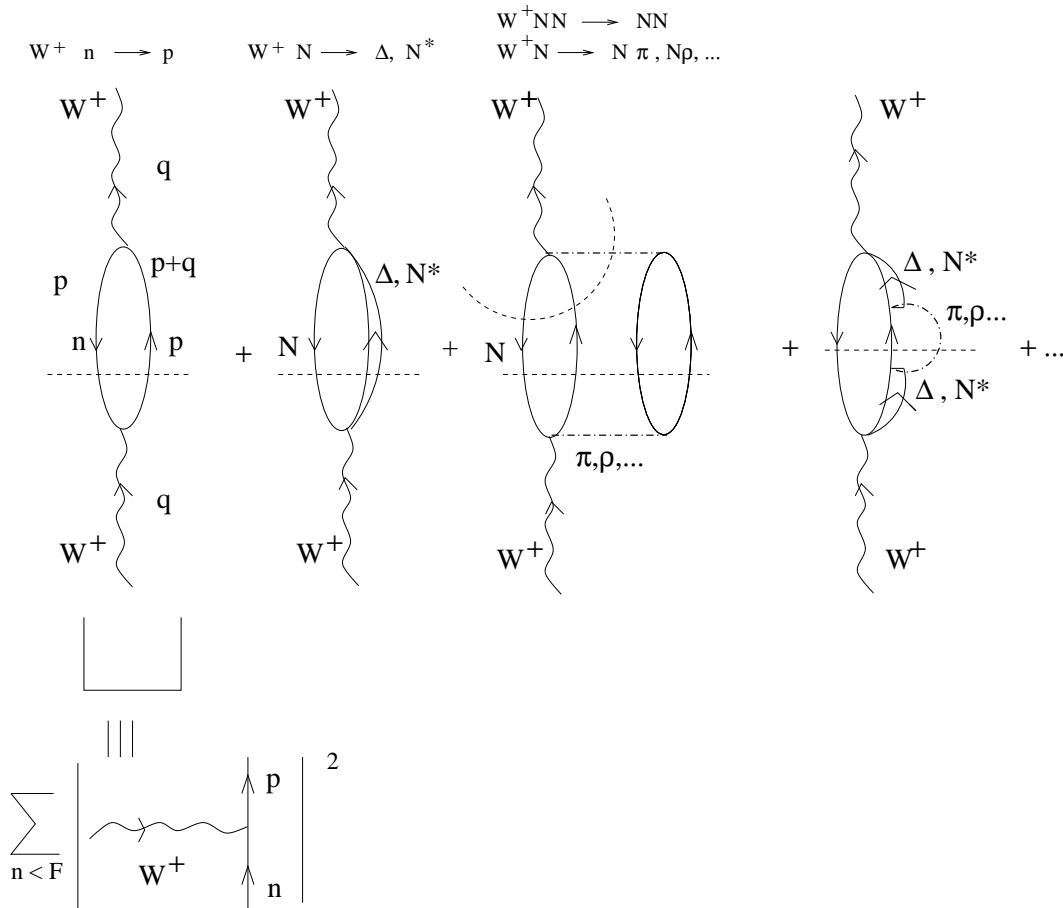 W+ NN → NN
W+ n → p
W+ N → Δ, N*
W+ N → N π , Nρ, ...
W+
W+
W+
W+
q
p+q
p
n
p
+
Δ, N*
N
+
N
+
Δ , N*
π,ρ...
+ ...
Δ , N*
π,ρ,...
q
W+
W+
W+
W+
2
p
∑
n < F
W+
n